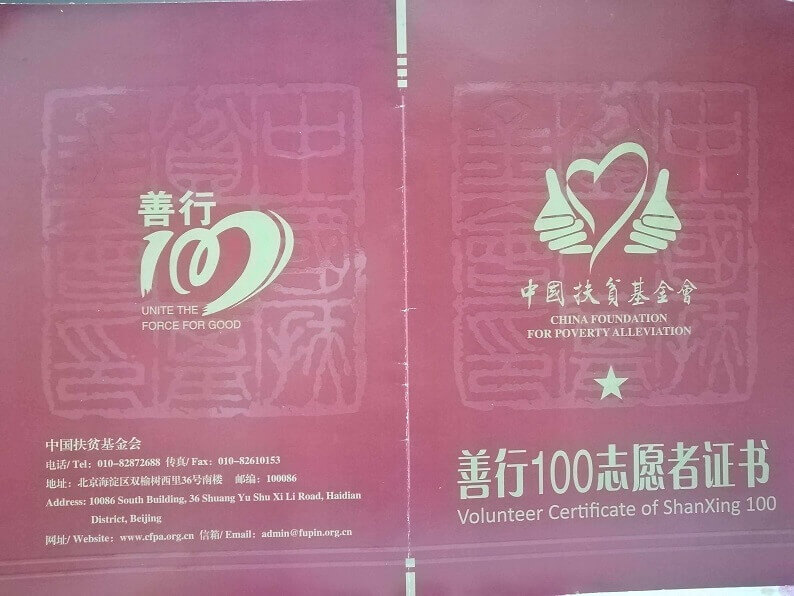 善行
100
UNITE THE
FORCE FOR GOOD
中国扶贫基金会
电话/ Tel: 010-82872688 传真/ Fax: 010-82610153
地址: 北京海淀区双榆树西里36号南楼 邮编: 100086
Address: 10086 South Building, 36 Shuang Yu Shu Xi Li Road, Haidian
District, Beijing
网址/ Website: www.cfpa.org.cn 信箱/ Email: admin@fupin.org.cn
中國扶貧基金會
CHINA FOUNDATION
FOR POVERTY ALLEVIATION
善行100志愿者证书
Volunteer Certificate of ShanXing 100